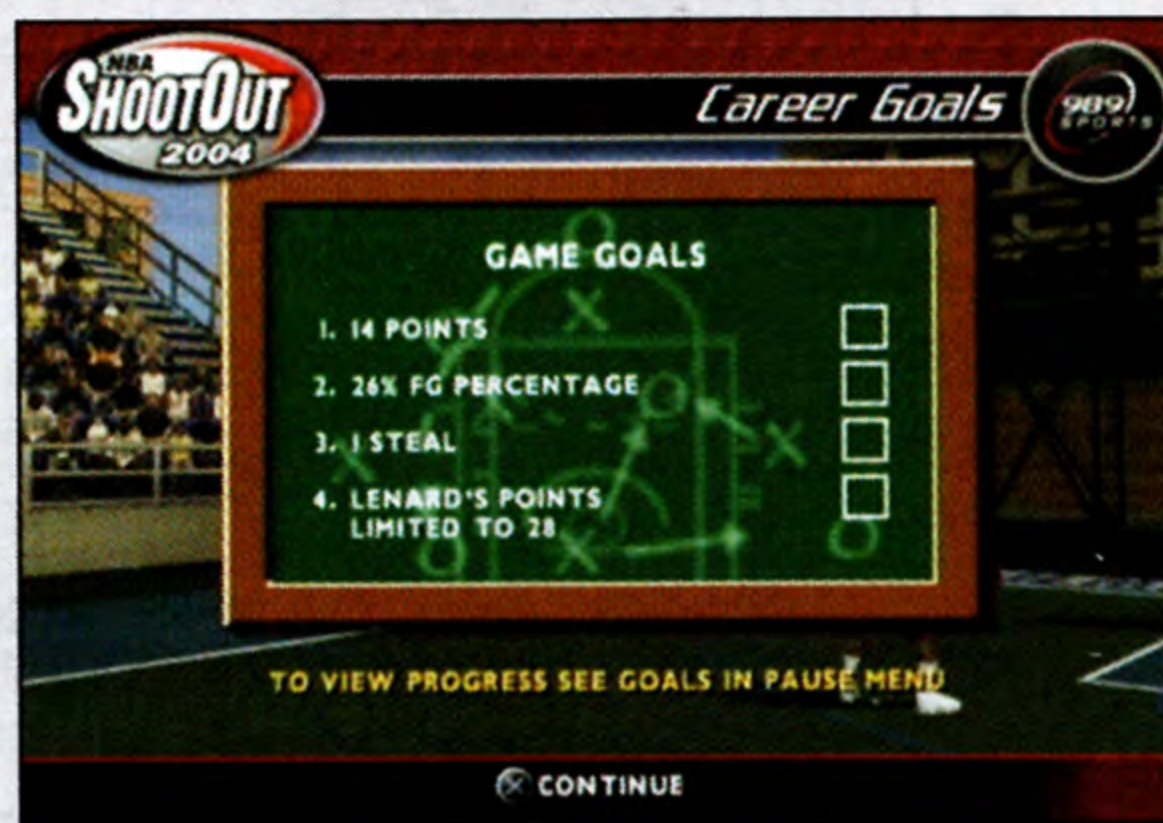 NBA
SHOOTOUT
2004
Career Goals
989
SPORTS
GAME GOALS
1. 14 POINTS
2. 26% FG PERCENTAGE
3. 1 STEAL
4. LENARD'S POINTS
LIMITED TO 28
TO VIEW PROGRESS SEE GOALS IN PAUSE MENU
CONTINUE